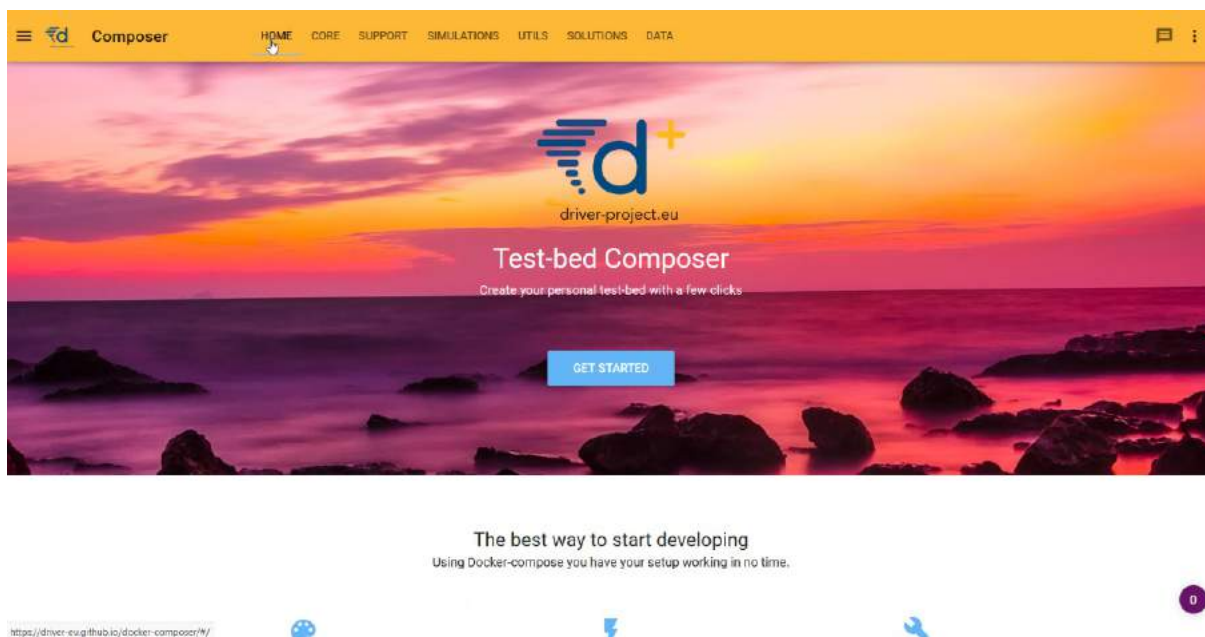 d Composer HOME CORE SUPPORT SIMULATIONS UTILS SOLUTIONS DATA
d+
driver-project.eu
Test-bed Composer
Create your personal test-bed with a few clicks
GET STARTED
The best way to start developing
Using Docker-compose you have your setup working in no time.
0
https://driver-eu.github.io/docker-composer/#/